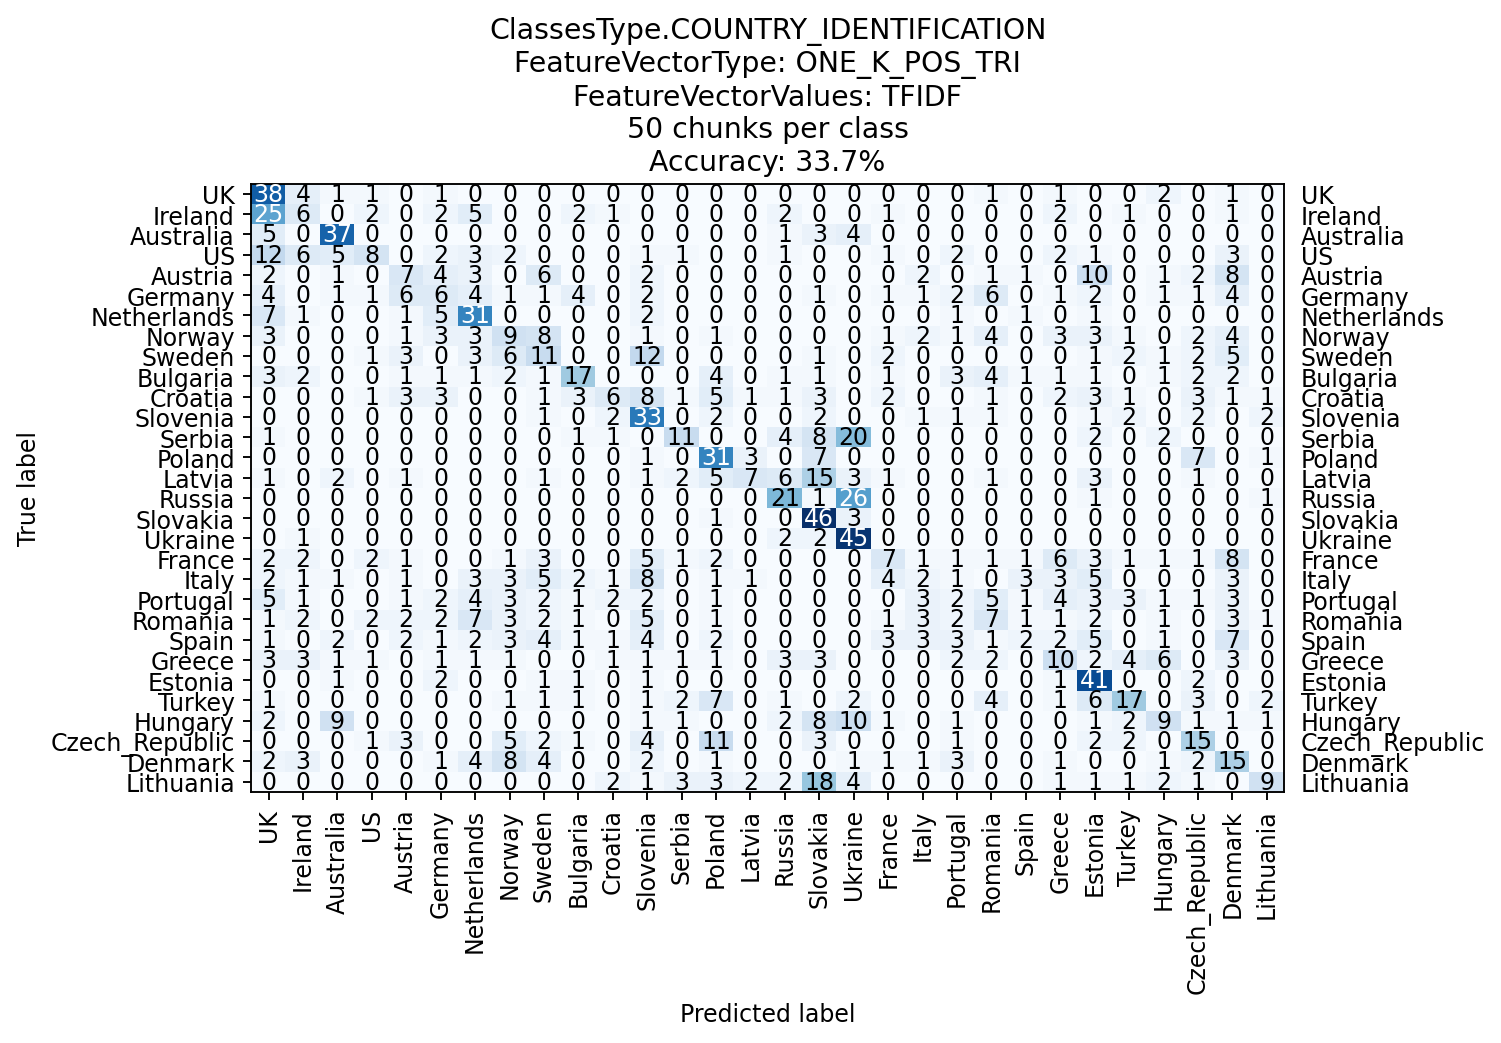 ClassesType.COUNTRY_IDENTIFICATION
FeatureVectorType: ONE_K_POS_TRI
FeatureVectorValues: TFIDF
50 chunks per class
Accuracy: 33.7%
UK 38 4 1 1 0 1 0 0 0 0 0 0 0 0 0 0 0 0 0 0 0 1 0 1 0 0 2 0 1 0 UK
Ireland 25 6 0 2 0 2 5 0 0 2 1 0 0 0 0 2 0 0 1 0 0 0 0 2 0 1 0 0 1 0 Ireland
Australia 5 0 37 0 0 0 0 0 0 0 0 0 0 0 0 1 3 4 0 0 0 0 0 0 0 0 0 0 0 0 Australia
US 12 6 5 8 0 2 3 2 0 0 0 1 1 0 0 1 0 0 1 0 2 0 0 2 1 0 0 0 3 0 US
Austria 2 0 1 0 7 4 3 0 6 0 0 2 0 0 0 0 0 0 0 2 0 1 1 0 10 0 1 2 8 0 Austria
Germany 4 0 1 1 6 6 4 1 1 4 0 2 0 0 0 0 1 0 1 1 2 6 0 1 2 0 1 1 4 0 Germany
Netherlands 7 1 0 0 1 5 31 0 0 0 0 2 0 0 0 0 0 0 0 0 1 0 1 0 1 0 0 0 0 0 Netherlands
Norway 3 0 0 0 1 3 3 9 8 0 0 1 0 1 0 0 0 0 1 2 1 4 0 3 3 1 0 2 4 0 Norway
Sweden 0 0 0 1 3 0 3 6 11 0 0 12 0 0 0 0 1 0 2 0 0 0 0 0 1 2 1 2 5 0 Sweden
Bulgaria 3 2 0 0 1 1 1 2 1 17 0 0 0 4 0 1 1 0 1 0 3 4 1 1 1 0 1 2 2 0 Bulgaria
Croatia 0 0 0 1 3 3 0 0 1 3 6 8 1 5 1 1 3 0 2 0 0 1 0 2 3 1 0 3 1 1 Croatia
Slovenia 0 0 0 0 0 0 0 0 1 0 2 33 0 2 0 0 2 0 0 1 1 1 0 0 1 2 0 2 0 2 Slovenia
Serbia 1 0 0 0 0 0 0 0 0 1 1 0 11 0 0 4 8 20 0 0 0 0 0 0 2 0 2 0 0 0 Serbia
Poland 0 0 0 0 0 0 0 0 0 0 0 1 0 31 3 0 7 0 0 0 0 0 0 0 0 0 0 7 0 1 Poland
Latvia 1 0 2 0 1 0 0 0 1 0 0 1 2 5 7 6 15 3 1 0 0 1 0 0 3 0 0 1 0 0 Latvia
Russia 0 0 0 0 0 0 0 0 0 0 0 0 0 0 0 21 1 26 0 0 0 0 0 0 1 0 0 0 0 1 Russia
Slovakia 0 0 0 0 0 0 0 0 0 0 0 0 0 1 0 0 46 3 0 0 0 0 0 0 0 0 0 0 0 0 Slovakia
Ukraine 0 1 0 0 0 0 0 0 0 0 0 0 0 0 0 2 2 45 0 0 0 0 0 0 0 0 0 0 0 0 Ukraine
France 2 2 0 2 1 0 0 1 3 0 0 5 1 2 0 0 0 0 7 1 1 1 1 6 3 1 1 1 8 0 France
Italy 2 1 1 0 1 0 3 3 5 2 1 8 0 1 1 0 0 0 4 2 1 0 3 3 5 0 0 0 3 0 Italy
Portugal 5 1 0 0 1 2 4 3 2 1 2 2 0 1 0 0 0 0 0 3 2 5 1 4 3 3 1 1 3 0 Portugal
Romania 1 2 0 2 2 2 7 3 2 1 0 5 0 1 0 0 0 0 1 3 2 7 1 1 2 0 1 0 3 1 Romania
Spain 1 0 2 0 2 1 2 3 4 1 1 4 0 2 0 0 0 0 3 3 3 1 2 2 5 0 1 0 7 0 Spain
Greece 3 3 1 1 0 1 1 1 0 0 1 1 1 1 0 3 3 0 0 0 2 2 0 10 2 4 6 0 3 0 Greece
Estonia 0 0 1 0 0 2 0 0 1 1 0 1 0 0 0 0 0 0 0 0 0 0 0 1 41 0 0 2 0 0 Estonia
Turkey 1 0 0 0 0 0 0 1 1 1 0 1 2 7 0 1 0 2 0 0 0 4 0 1 6 17 0 3 0 2 Turkey
Hungary 2 0 9 0 0 0 0 0 0 0 0 1 1 0 0 2 8 10 1 0 1 0 0 0 1 2 9 1 1 1 Hungary
Czech_Republic 0 0 0 1 3 0 0 5 2 1 0 4 0 11 0 0 3 0 0 0 1 0 0 0 2 2 0 15 0 0 Czech_Republic
Denmark 2 3 0 0 0 1 4 8 4 0 0 2 0 1 0 0 0 1 1 1 3 0 0 1 0 0 1 2 15 0 Denmark
Lithuania 0 0 0 0 0 0 0 0 0 0 2 1 3 3 2 2 18 4 0 0 0 0 0 1 1 1 2 1 0 9 Lithuania
True label
UK Ireland Australia US Austria Germany Netherlands Norway Sweden Bulgaria Croatia Slovenia Serbia Poland Latvia Russia Slovakia Ukraine France Italy Portugal Romania Spain Greece Estonia Turkey Hungary Czech_Republic Denmark Lithuania
Predicted label